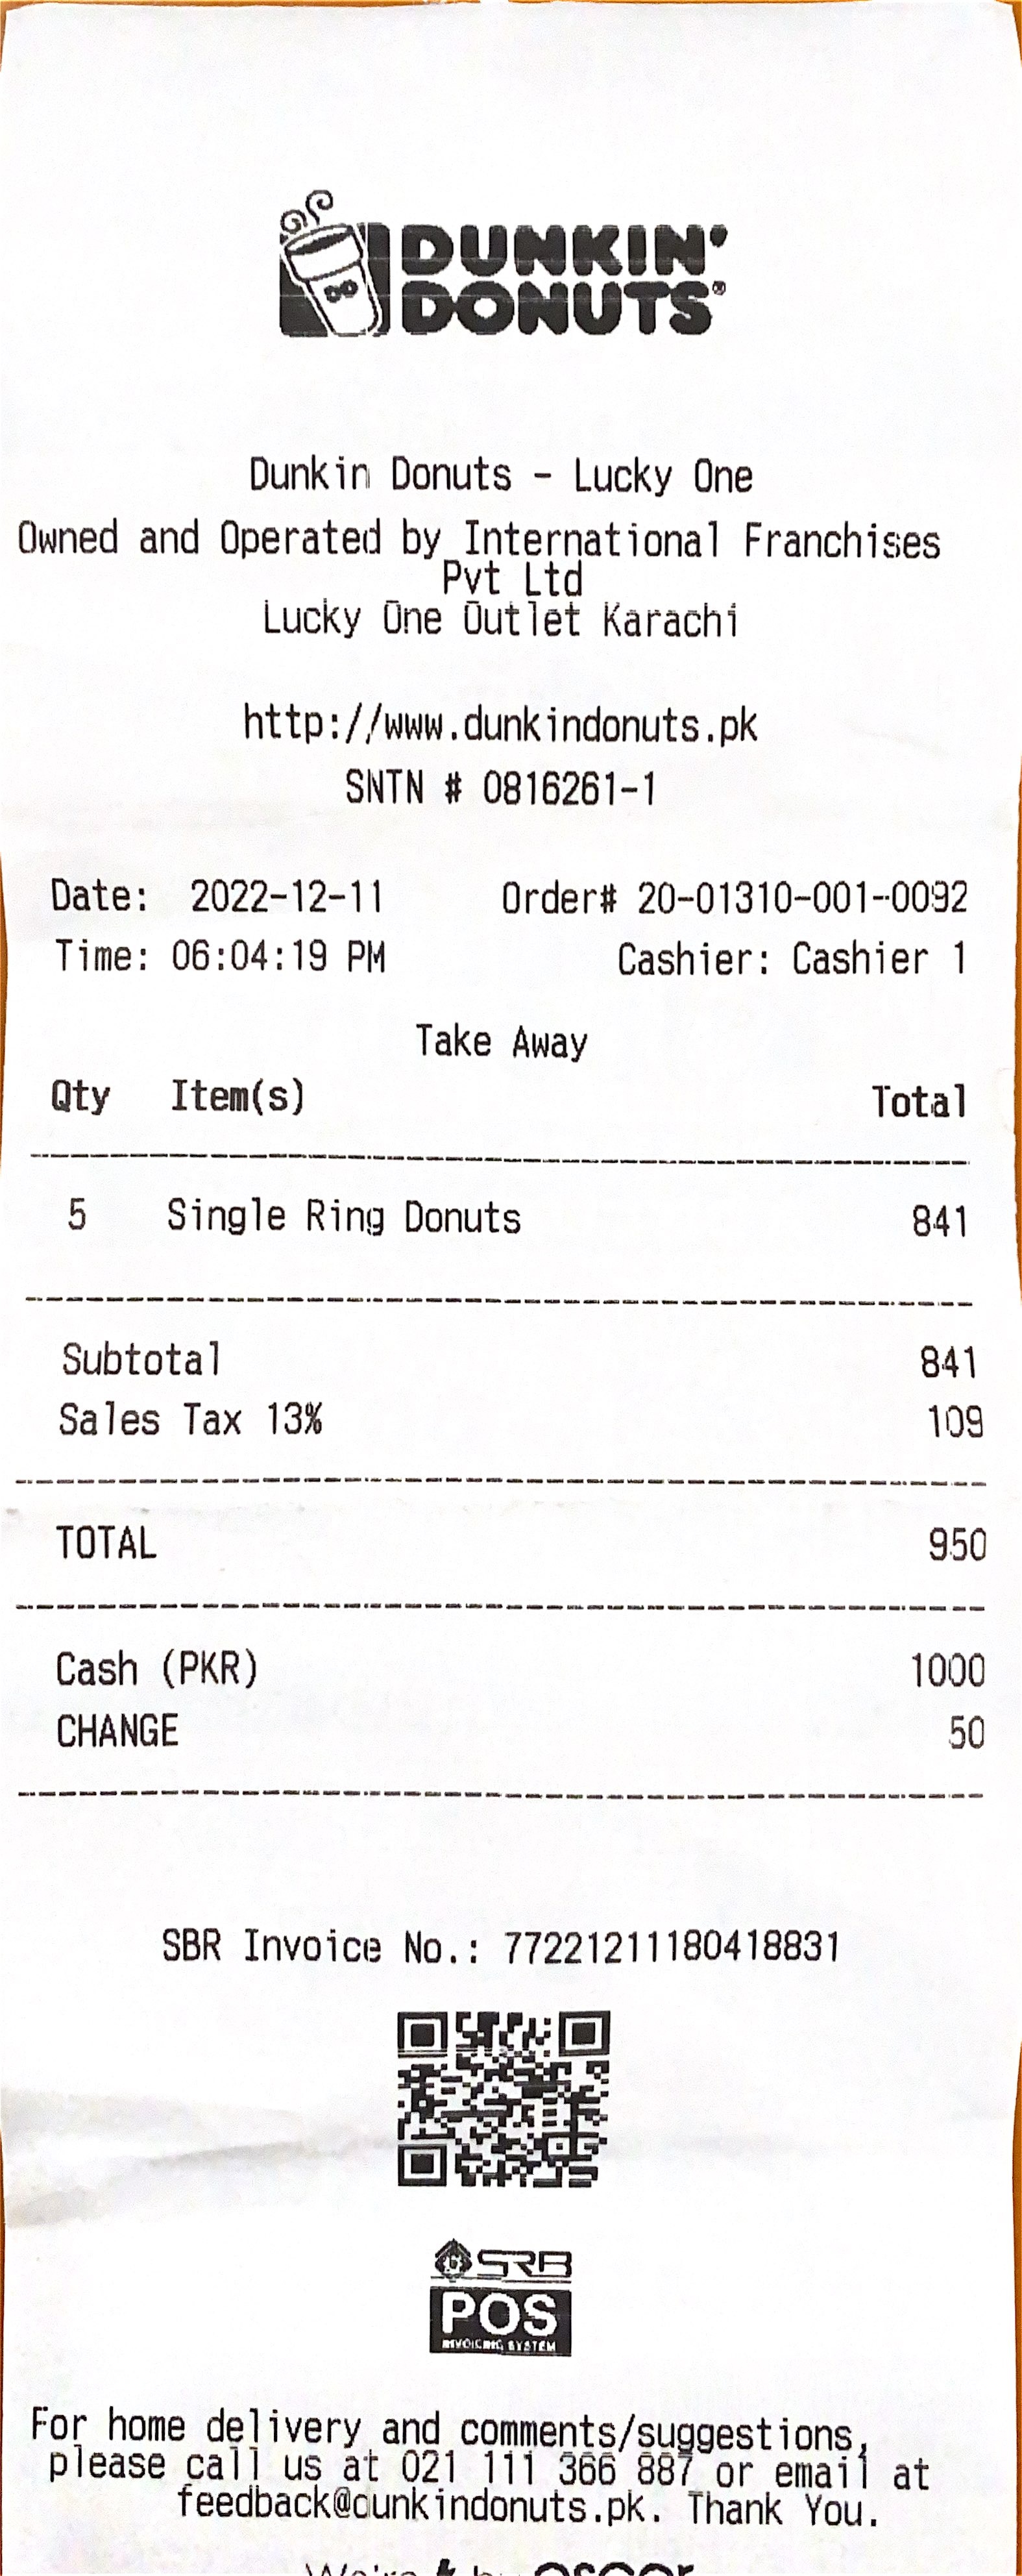 DUNKIN'
DONUTS®
Dunkin Donuts - Lucky One
Owned and Operated by International Franchises
Pvt Ltd
Lucky One Outlet Karachi
http://www.dunkindonuts.pk
SNTN # 0816261-1
Date: 2022-12-11 Order# 20-01310-001-0092
Time: 06:04:19 PM Cashier: Cashier 1
Take Away
Qty Item(s) Total
5 Single Ring Donuts 841
Subtotal 841
Sales Tax 13% 109
TOTAL 950
Cash (PKR) 1000
CHANGE 50
SBR Invoice No.: 77221211180418831
SRB
POS
INVOICING SYSTEM
For home delivery and comments/suggestions,
please call us at 021 111 366 887 or email at
feedback@dunkindonuts.pk. Thank You.